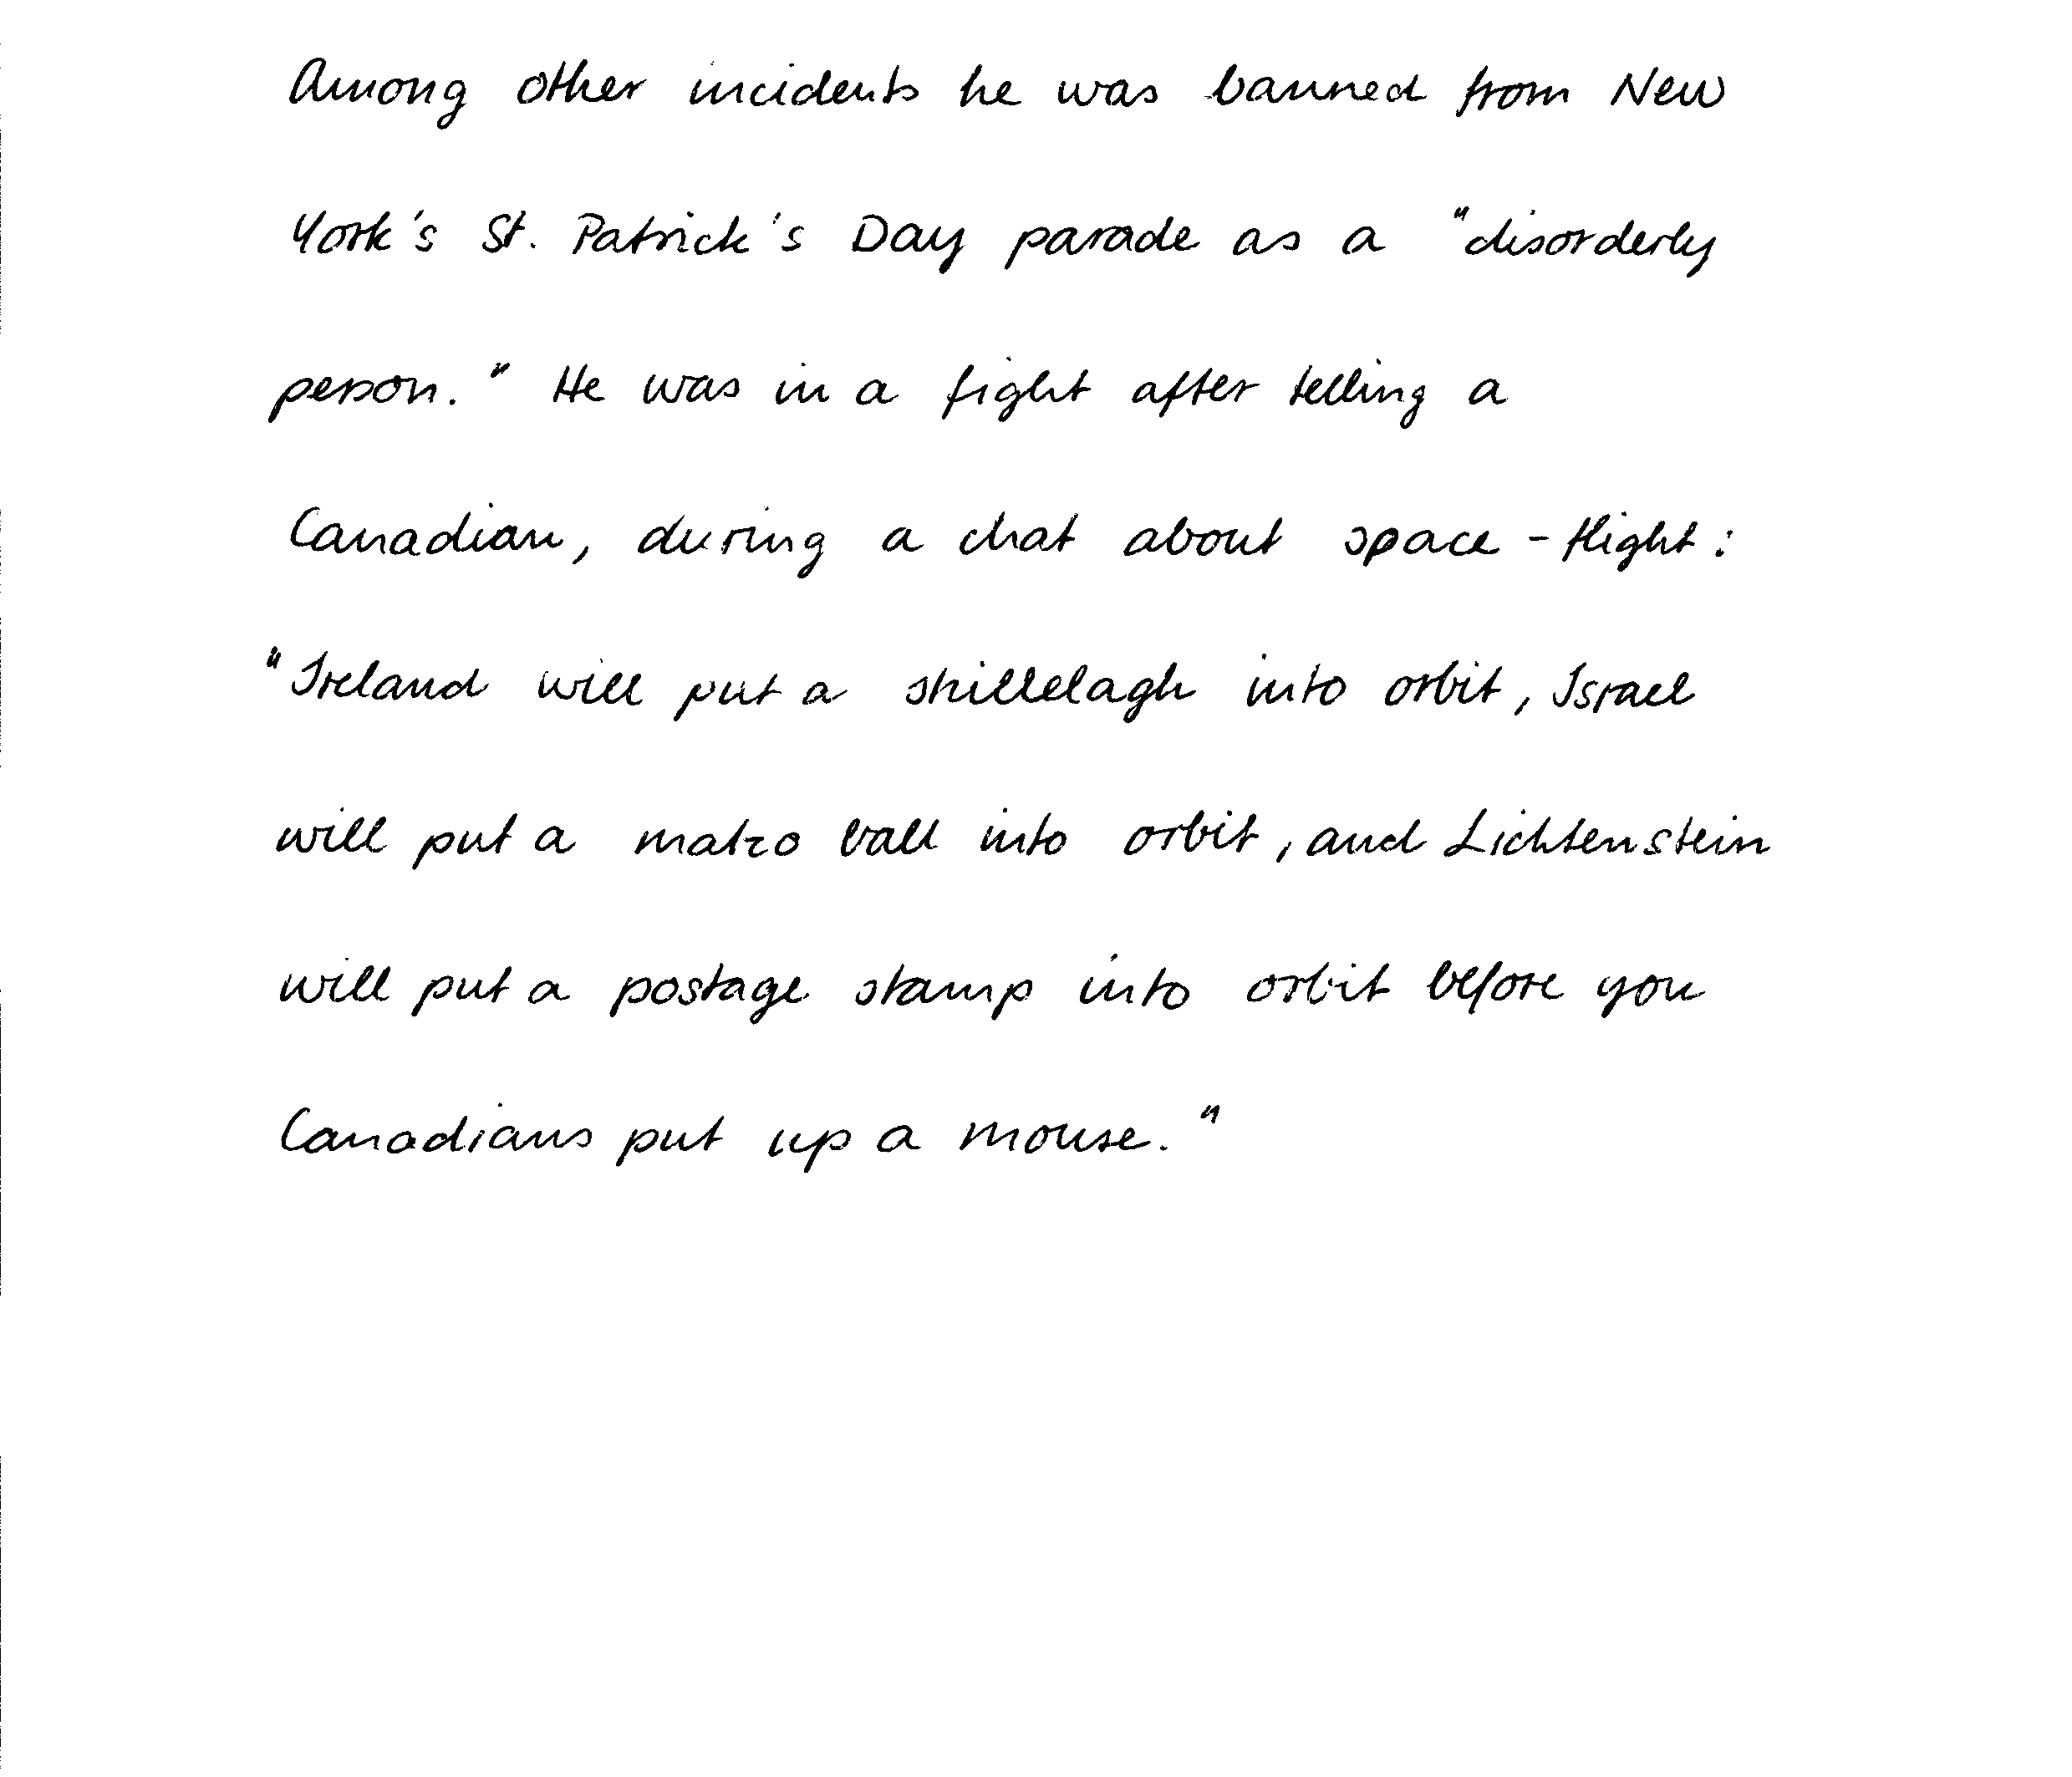 Among other incidents he was banned from New
York's St. Patrick's Day parade as a "disorderly
person." He was in a fight after telling a
Canadian, during a chat about space-flight:
"Ireland will put a shillelagh into orbit, Israel
will put a matzo ball into orbit, and Lichtenstein
will put a postage stamp into orbit before you
Canadians put up a mouse."